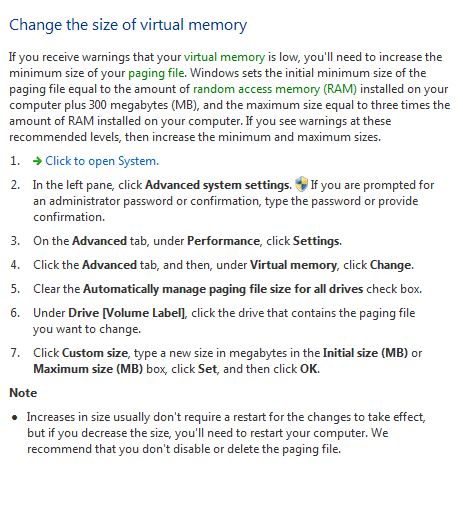 Change the size of virtual memory
If you receive warnings that your virtual memory is low, you'll need to increase the
minimum size of your paging file. Windows sets the initial minimum size of the
paging file equal to the amount of random access memory (RAM) installed on your
computer plus 300 megabytes (MB), and the maximum size equal to three times the
amount of RAM installed on your computer. If you see warnings at these
recommended levels, then increase the minimum and maximum sizes.
1. Click to open System.
2. In the left pane, click Advanced system settings. If you are prompted for
an administrator password or confirmation, type the password or provide
confirmation.
3. On the Advanced tab, under Performance, click Settings.
4. Click the Advanced tab, and then, under Virtual memory, click Change.
5. Clear the Automatically manage paging file size for all drives check box.
6. Under Drive [Volume Label], click the drive that contains the paging file
you want to change.
7. Click Custom size, type a new size in megabytes in the Initial size (MB) or
Maximum size (MB) box, click Set, and then click OK.
Note
• Increases in size usually don't require a restart for the changes to take effect,
but if you decrease the size, you'll need to restart your computer. We
recommend that you don't disable or delete the paging file.